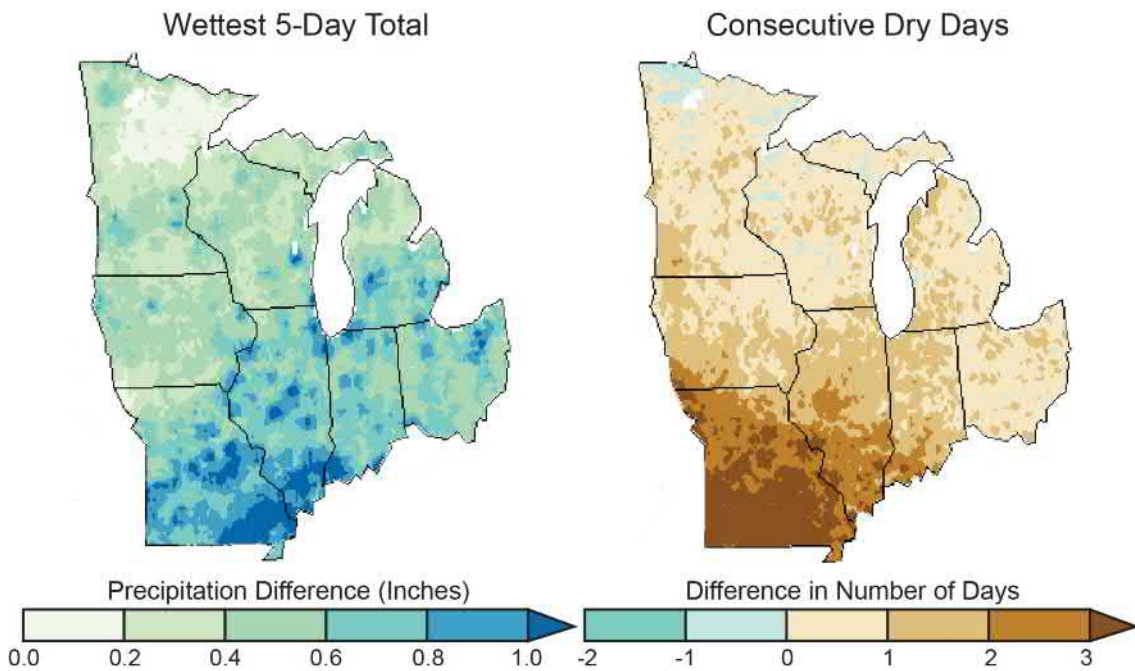 Wettest 5-Day Total
Consecutive Dry Days
Precipitation Difference (Inches)
0.0 0.2 0.4 0.6 0.8 1.0
Difference in Number of Days
-2 -1 0 1 2 3